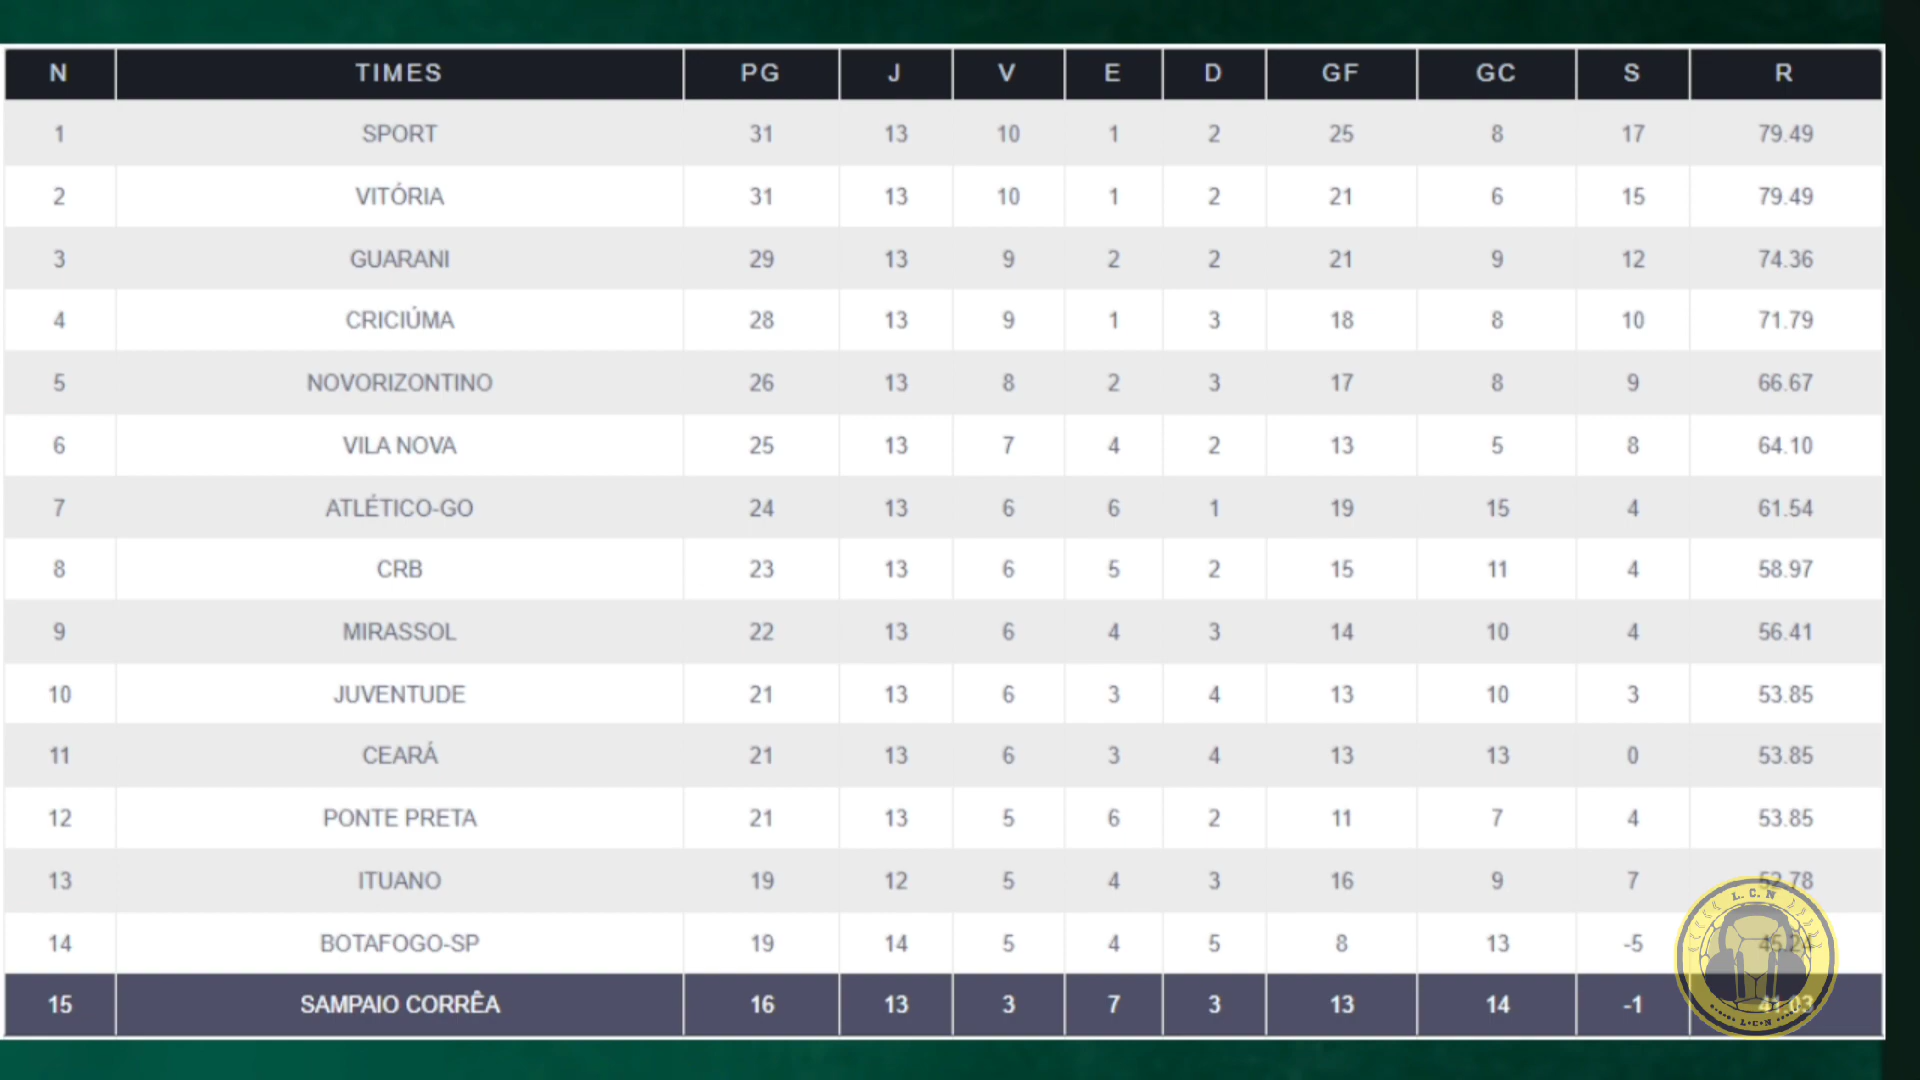 N TIMES PG J V E D GF GC S R
1 SPORT 31 13 10 1 2 25 8 17 79.49
2 VITÓRIA 31 13 10 1 2 21 6 15 79.49
3 GUARANI 29 13 9 2 2 21 9 12 74.36
4 CRICIÚMA 28 13 9 1 3 18 8 10 71.79
5 NOVORIZONTINO 26 13 8 2 3 17 8 9 66.67
6 VILA NOVA 25 13 7 4 2 13 5 8 64.10
7 ATLÉTICO-GO 24 13 6 6 1 19 15 4 61.54
8 CRB 23 13 6 5 2 15 11 4 58.97
9 MIRASSOL 22 13 6 4 3 14 10 4 56.41
10 JUVENTUDE 21 13 6 3 4 13 10 3 53.85
11 CEARÁ 21 13 6 3 4 13 13 0 53.85
12 PONTE PRETA 21 13 5 6 2 11 7 4 53.85
13 ITUANO 19 12 5 4 3 16 9 7 52.78
L.C.N
14 BOTAFOGO-SP 19 14 5 4 5 8 13 -5 45.24
15 SAMPAIO CORRÊA 16 13 3 7 3 13 14 -1 41.03
L•C•N